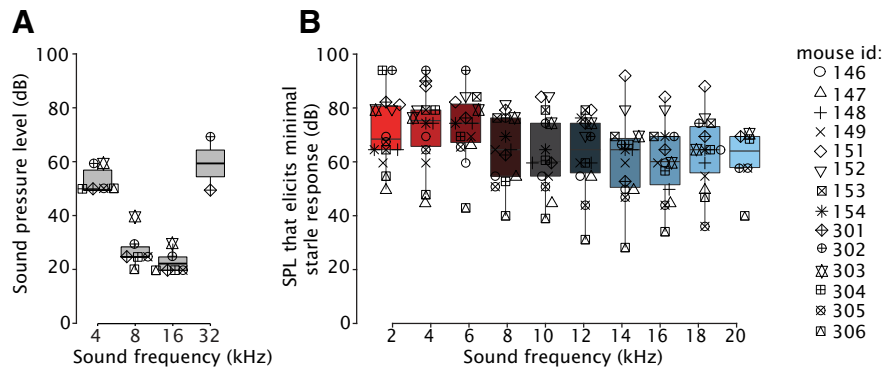 A
B
Sound pressure level (dB)
100
80
60
40
20
0
4 8 16 32
Sound frequency (kHz)
SPL that elicits minimal
starle response (dB)
100
80
60
40
20
0
2 4 6 8 10 12 14 16 18 20
Sound frequency (kHz)
mouse id:
146
147
148
149
151
152
153
154
301
302
303
304
305
306